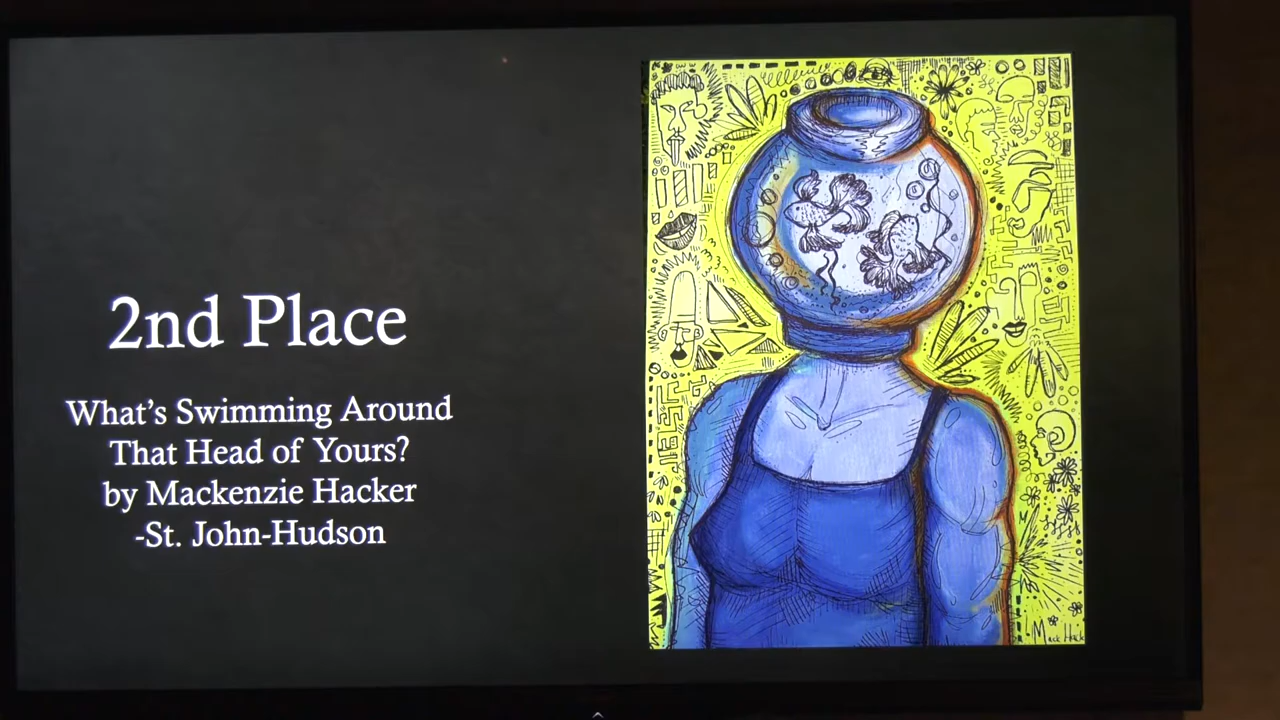 2nd Place
What's Swimming Around
That Head of Yours?
by Mackenzie Hacker
-St. John-Hudson